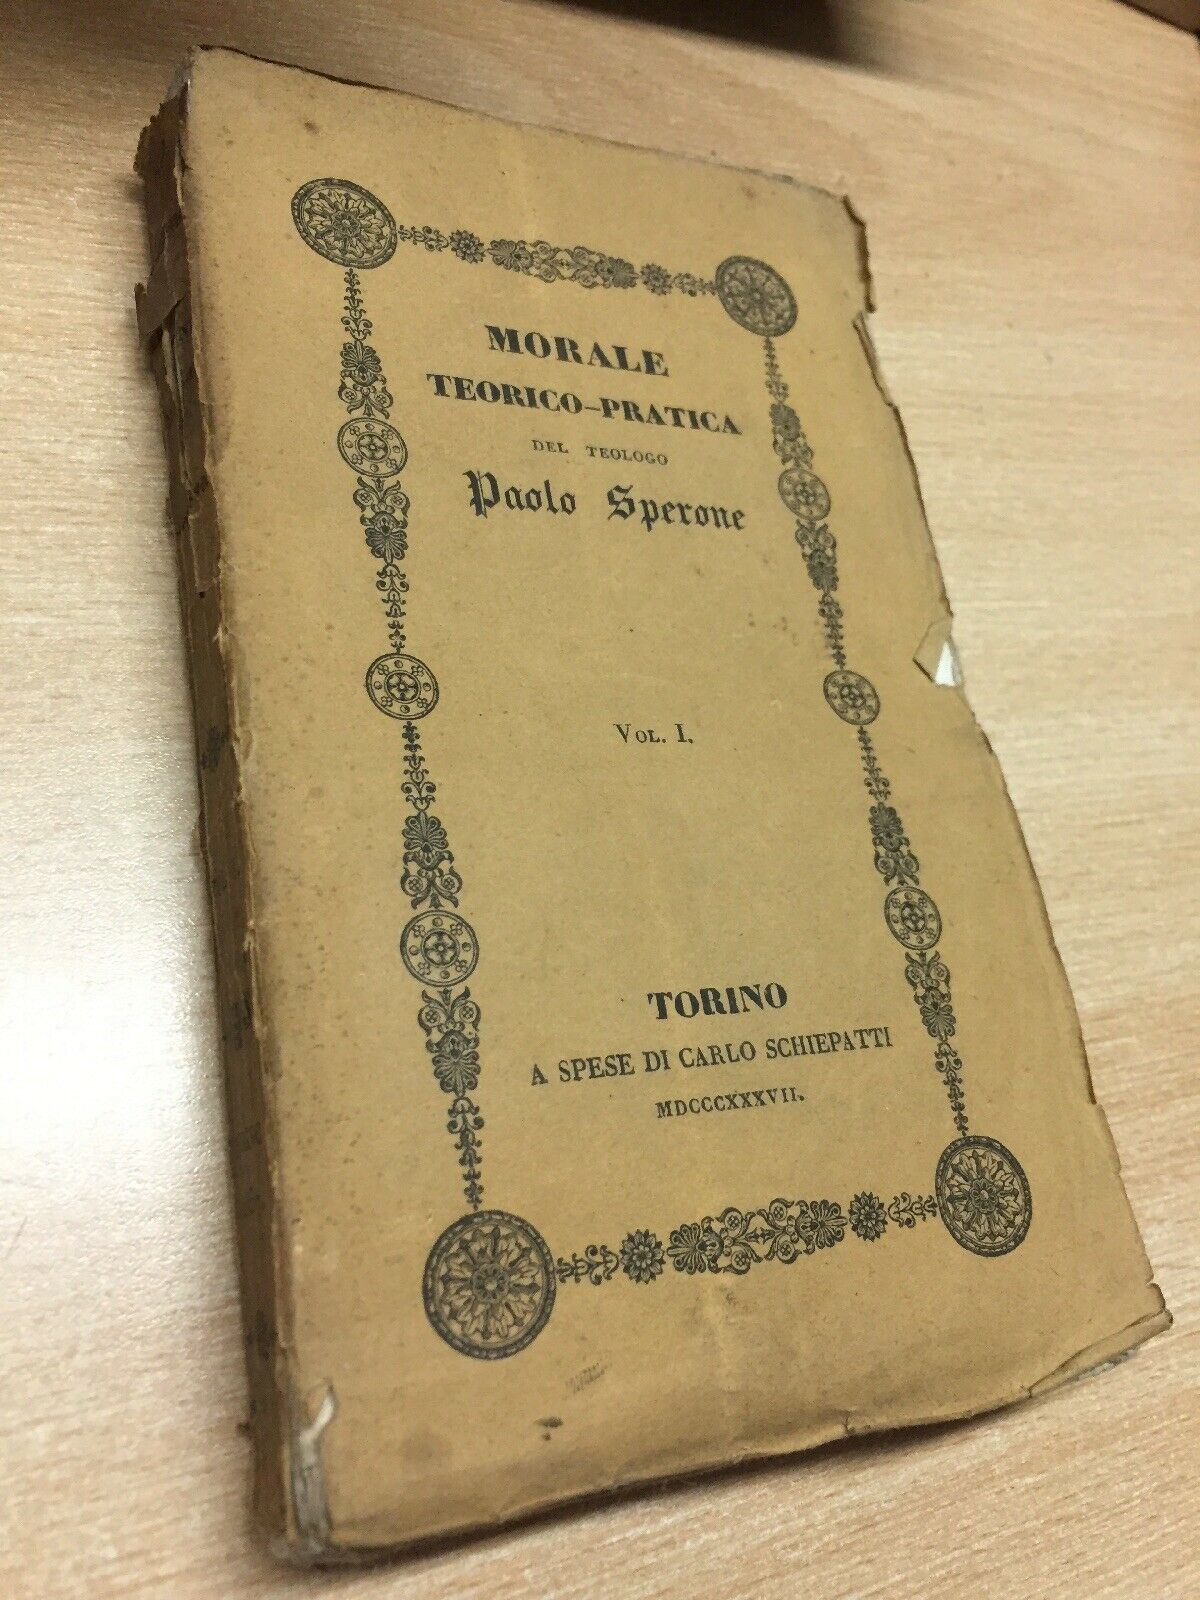 MORALE
TEORICO-PRATICA
DEL TEOLOGO
Paolo Sperone
VOL. I.
TORINO
A SPESE DI CARLO SCHIEPATTI
MDCCCXXXVII.